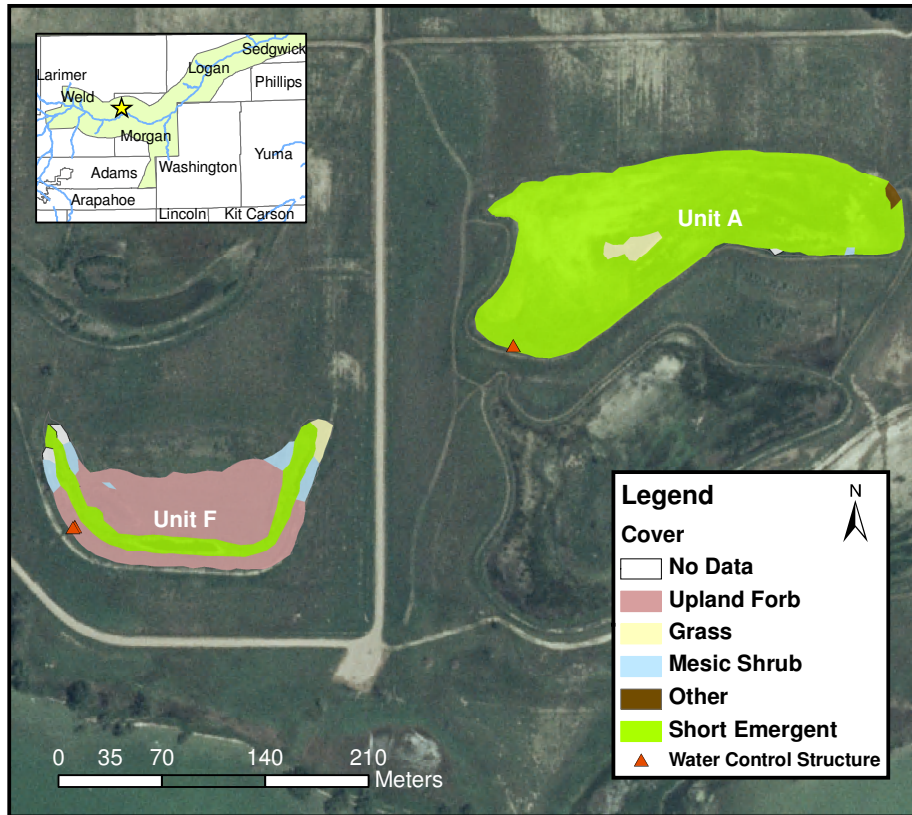 Sedgwick
Logan
Phillips
Larimer
Weld
Morgan
Yuma
Washington
Adams
Arapahoe
Lincoln
Kit Carson
Unit A
Unit F
Legend
N
Cover
No Data
Upland Forb
Grass
Mesic Shrub
Other
Short Emergent
Water Control Structure
0 35 70 140 210
Meters